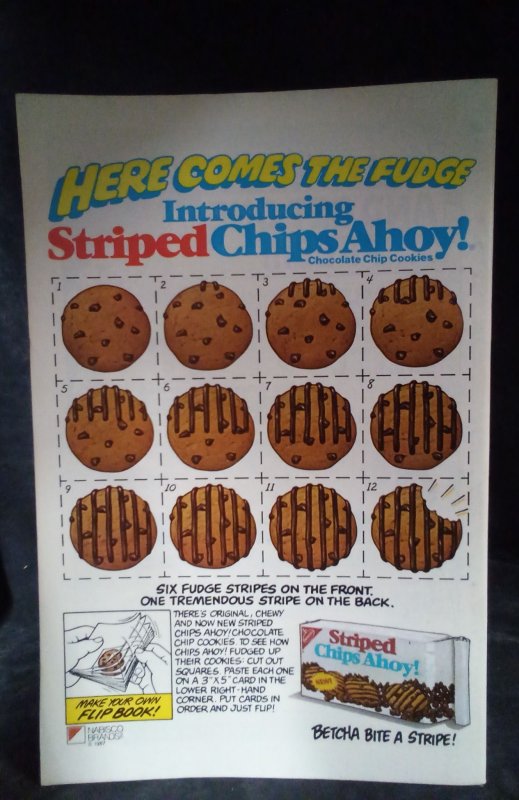 HERE COMES THE FUDGE
Introducing
Striped Chips Ahoy!
Chocolate Chip Cookies
1 2 3 4
5 6 7 8
9 10 11 12
SIX FUDGE STRIPES ON THE FRONT.
ONE TREMENDOUS STRIPE ON THE BACK.
THERE'S ORIGINAL, CHEWY
AND NOW NEW STRIPED
CHIPS AHOY! CHOCOLATE
CHIP COOKIES. TO SEE HOW
CHIPS AHOY! FUDGED UP
THEIR COOKIES: CUT OUT
SQUARES. PASTE EACH ONE
ON A 3"X 5" CARD IN THE
LOWER RIGHT-HAND
CORNER. PUT CARDS IN
ORDER AND JUST FLIP!
MAKE YOUR OWN
FLIP BOOK!
NABISCO
BRANDS
© 1987
Striped
Chips Ahoy!
NEW!
BETCHA BITE A STRIPE!